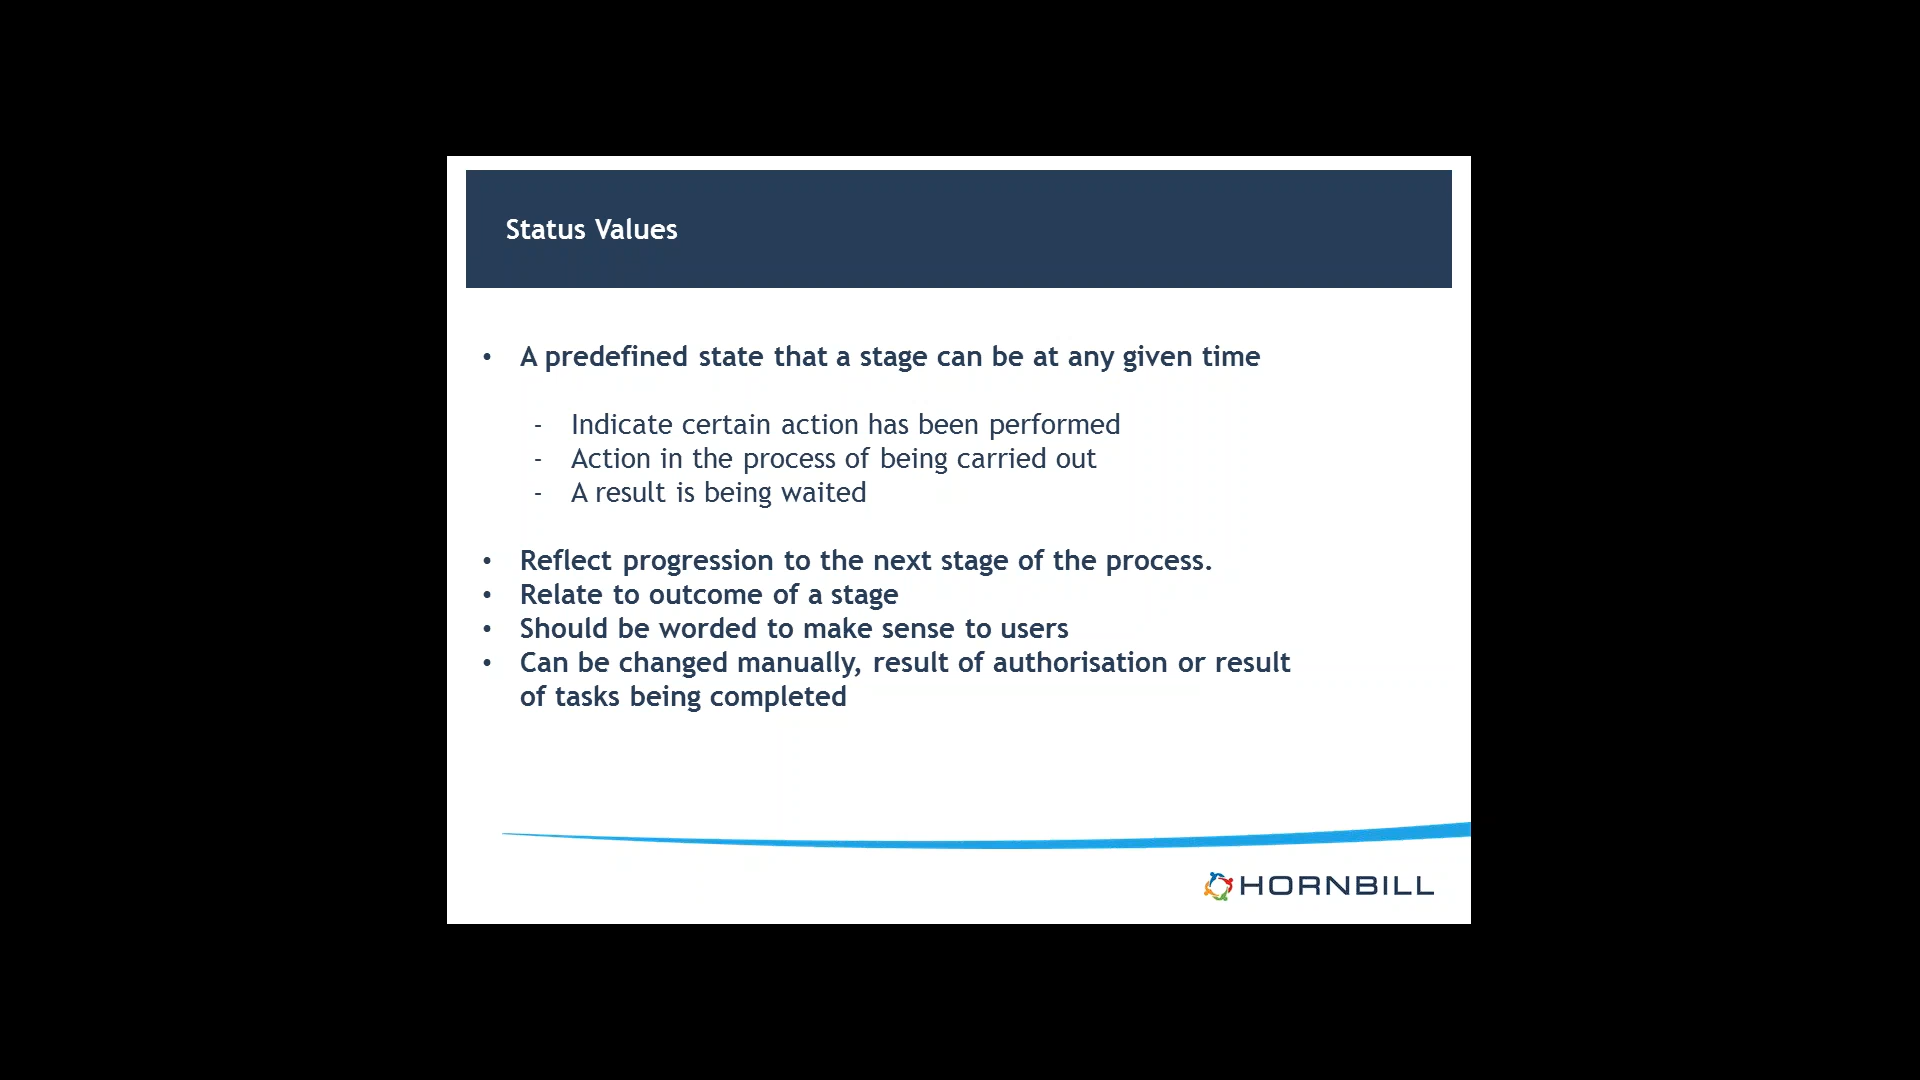 Status Values
• A predefined state that a stage can be at any given time
- Indicate certain action has been performed
- Action in the process of being carried out
- A result is being waited
• Reflect progression to the next stage of the process.
• Relate to outcome of a stage
• Should be worded to make sense to users
• Can be changed manually, result of authorisation or result
of tasks being completed
HORNBILL